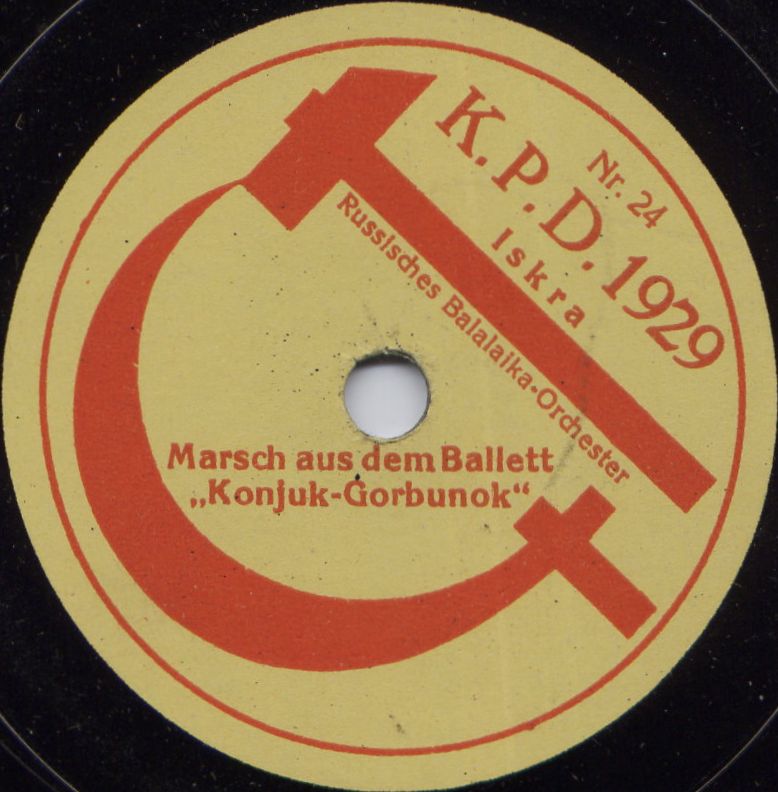 Nr. 24
K.P.D. 1929
iskra
Russisches Balalaika-Orchester
Marsch aus dem Ballett
„Konjuk-Gorbunok“